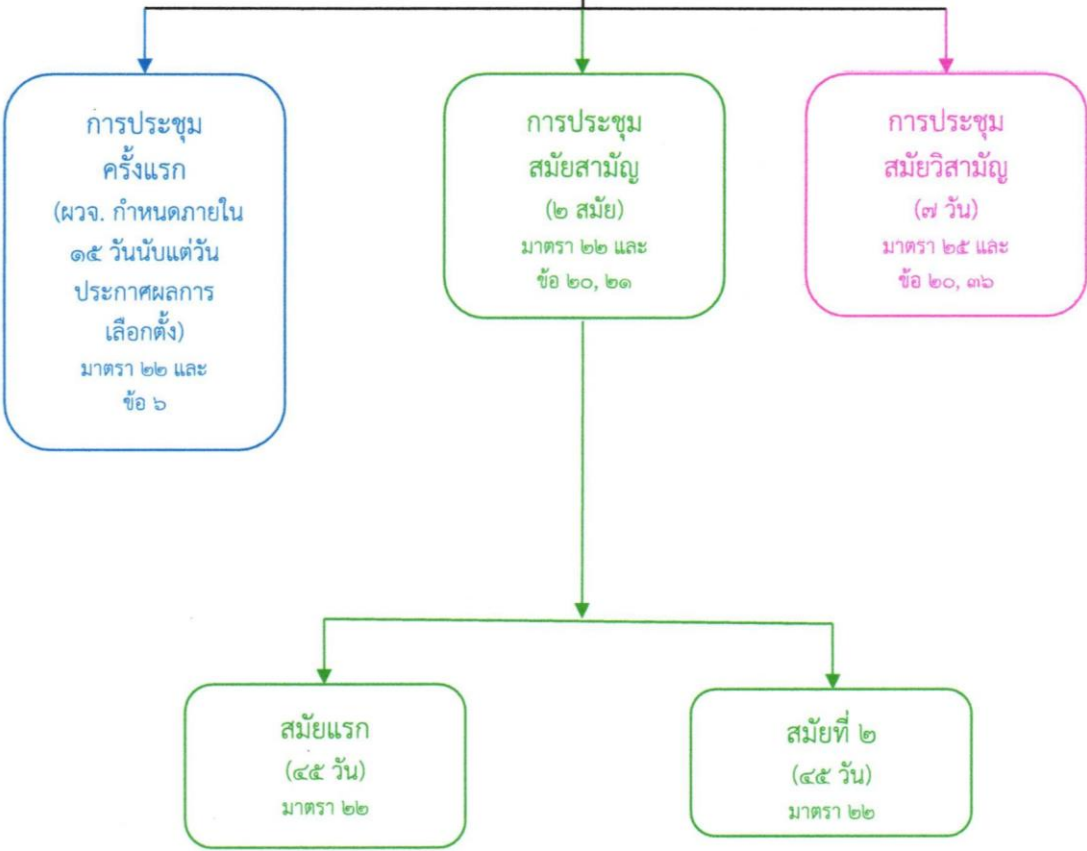 การประชุม
ครั้งแรก
(ผวจ. กำหนดภายใน
๑๕ วันนับแต่วัน
ประกาศผลการ
เลือกตั้ง)
มาตรา ๒๒ และ
ข้อ ๖
การประชุม
สมัยสามัญ
(๒ สมัย)
มาตรา ๒๒ และ
ข้อ ๒๐, ๒๑
การประชุม
สมัยวิสามัญ
(๗ วัน)
มาตรา ๒๕ และ
ข้อ ๒๐, ๓๖
สมัยแรก
(๔๕ วัน)
มาตรา ๒๒
สมัยที่ ๒
(๔๕ วัน)
มาตรา ๒๒